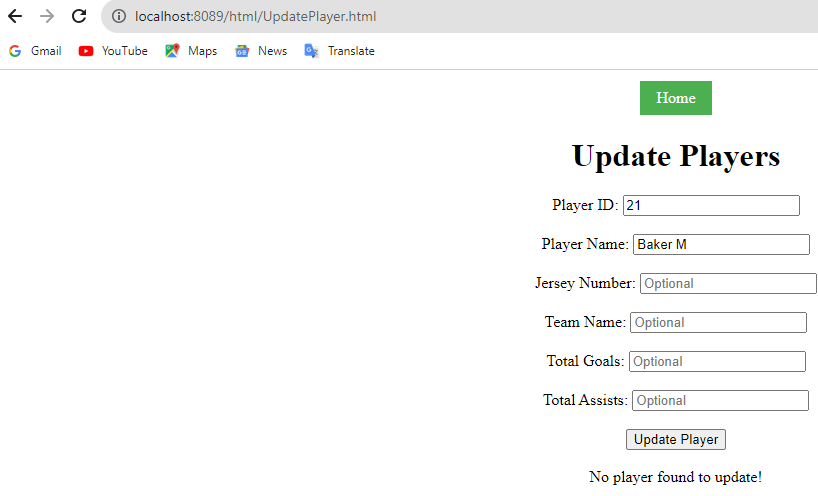 localhost:8089/html/UpdatePlayer.html
Gmail YouTube Maps News Translate
Home
Update Players
Player ID: 21
Player Name: Baker M
Jersey Number: Optional
Team Name: Optional
Total Goals: Optional
Total Assists: Optional
Update Player
No player found to update!